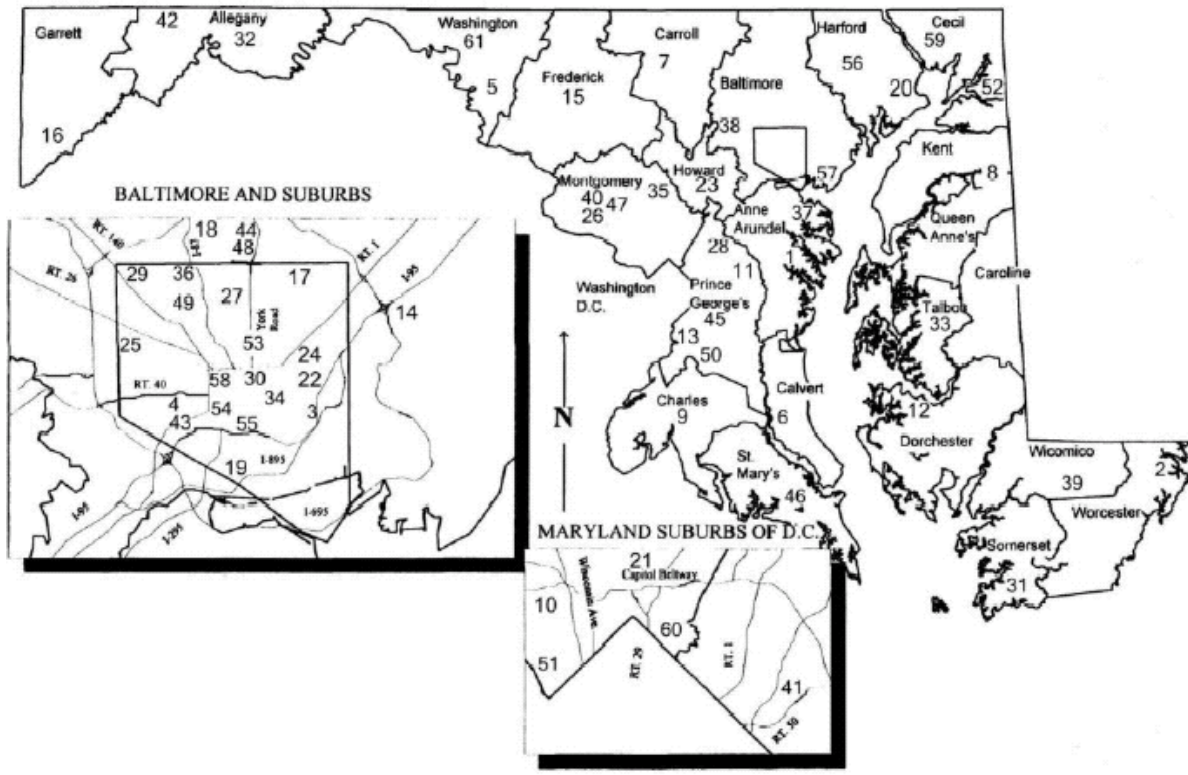 Garrett
42
Allegany
32
16
Washington
61
5
Frederick
15
Carroll
7
Baltimore
38
Harford
56
20
Cecil
59
52
57
Kent
8
Howard
23
Montgomery
40
47
26
35
Anne
Arundel
37
1
28
11
Queen
Anne's
Caroline
Talbot
33
Washington
D.C.
Prince
George's
45
13
50
N
Charles
9
Calvert
6
St.
Mary's
46
12
Dorchester
Wicomico
39
2
Worcester
Somerset
31
BALTIMORE AND SUBURBS
RT. 140
RT. 26
18
I-83
44
48
RT. 1
I-95
29
36
17
49
27
York
Road
14
25
53
24
58
30
22
RT. 40
34
4
54
3
43
55
19
I-895
I-95
I-295
I-695
MARYLAND SUBURBS OF D.C.
21
Capitol Beltway
Wisconsin Ave.
10
60
51
RT. 29
RT. 1
41
RT. 50